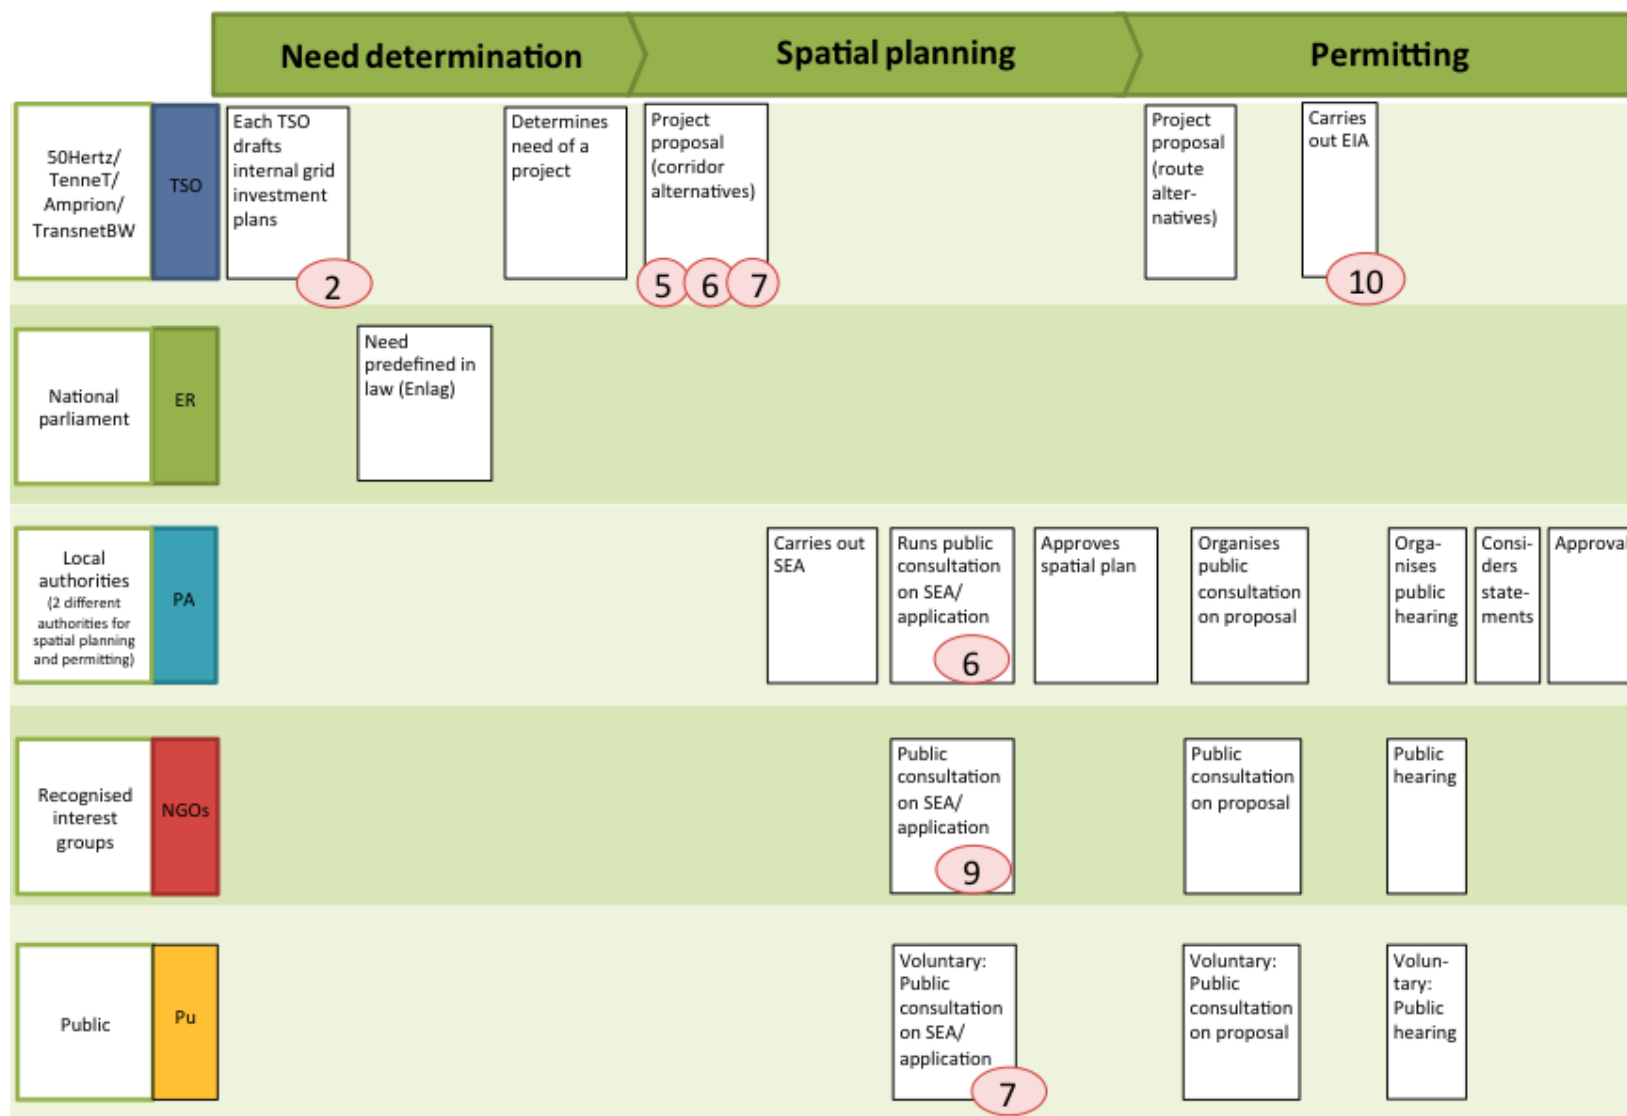 Need determination
Spatial planning
Permitting
50Hertz/
TenneT/
Amprion/
TransnetBW
TSO
Each TSO
drafts
internal grid
investment
plans
2
Determines
need of a
project
Project
proposal
(corridor
alternatives)
5
6
7
Project
proposal
(route
alter-
natives)
Carries
out EIA
10
National
parliament
ER
Need
predefined in
law (Enlag)
Local
authorities
(2 different
authorities for
spatial planning
and permitting)
PA
Carries out
SEA
Runs public
consultation
on SEA/
application
6
Approves
spatial plan
Organises
public
consultation
on proposal
Orga-
nises
public
hearing
Consi-
ders
state-
ments
Approval
Recognised
interest
groups
NGOs
Public
consultation
on SEA/
application
9
Public
consultation
on proposal
Public
hearing
Public
Pu
Voluntary:
Public
consultation
on SEA/
application
7
Voluntary:
Public
consultation
on proposal
Volun-
tary:
Public
hearing